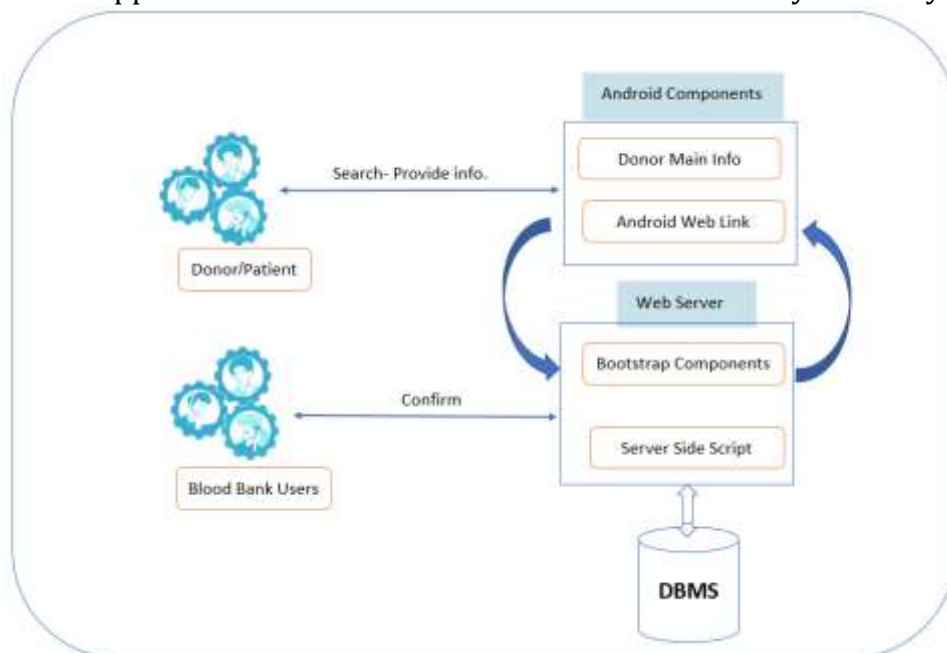 Android Components
Donor Main Info
Search- Provide info.
Android Web Link
Donor/Patient
Web Server
Bootstrap Components
Confirm
Server Side Script
Blood Bank Users
DBMS